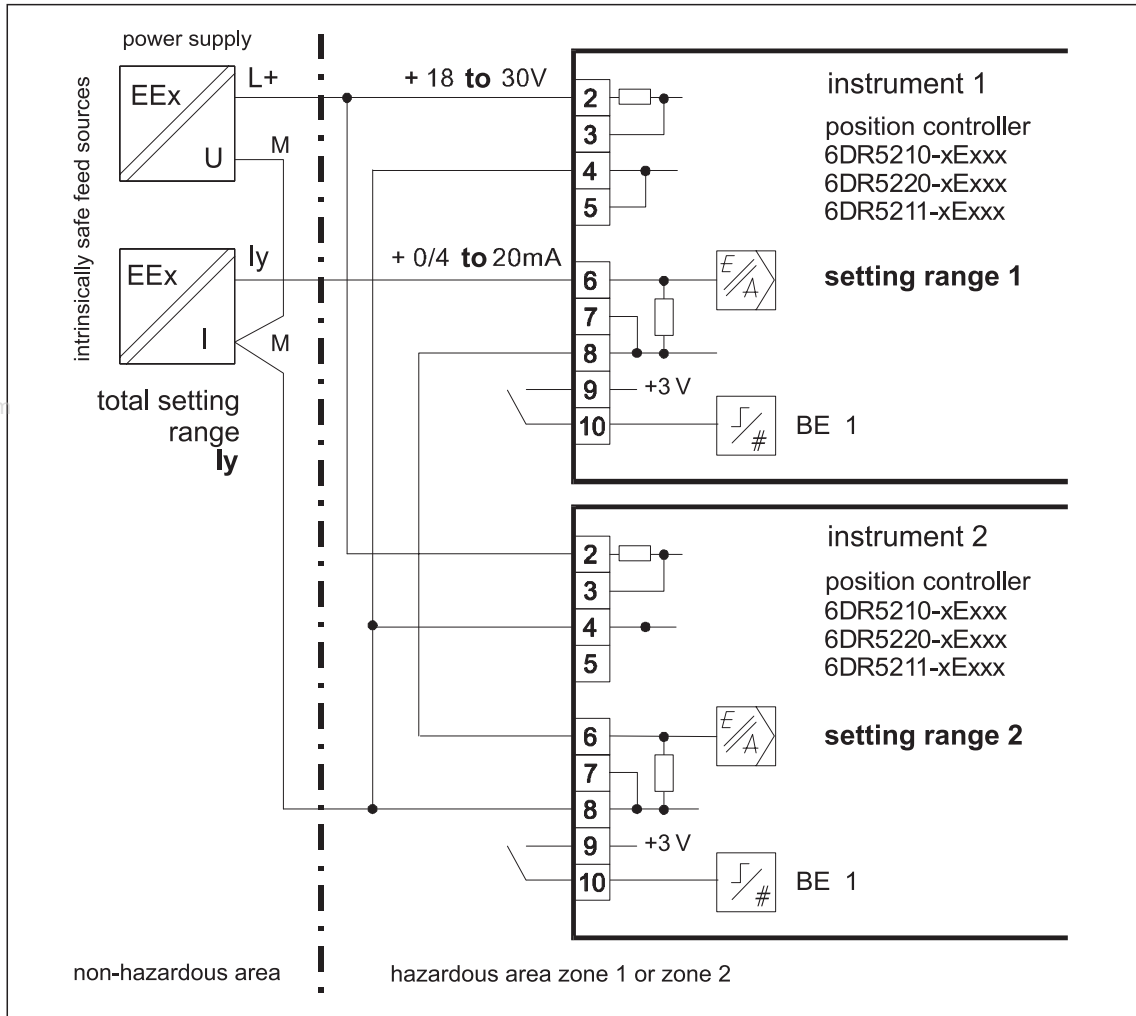 power supply
intrinsically safe feed sources
EEx
U
L+
M
EEx
I
Iy
M
total setting
range
Iy
+ 18 to 30V
+ 0/4 to 20mA
2
3
4
5
6
7
8
9
10
+3 V
E
A
#
BE 1
instrument 1
position controller
6DR5210-xExxx
6DR5220-xExxx
6DR5211-xExxx
setting range 1
2
3
4
5
6
7
8
9
10
+3 V
E
A
#
BE 1
instrument 2
position controller
6DR5210-xExxx
6DR5220-xExxx
6DR5211-xExxx
setting range 2
non-hazardous area
hazardous area zone 1 or zone 2